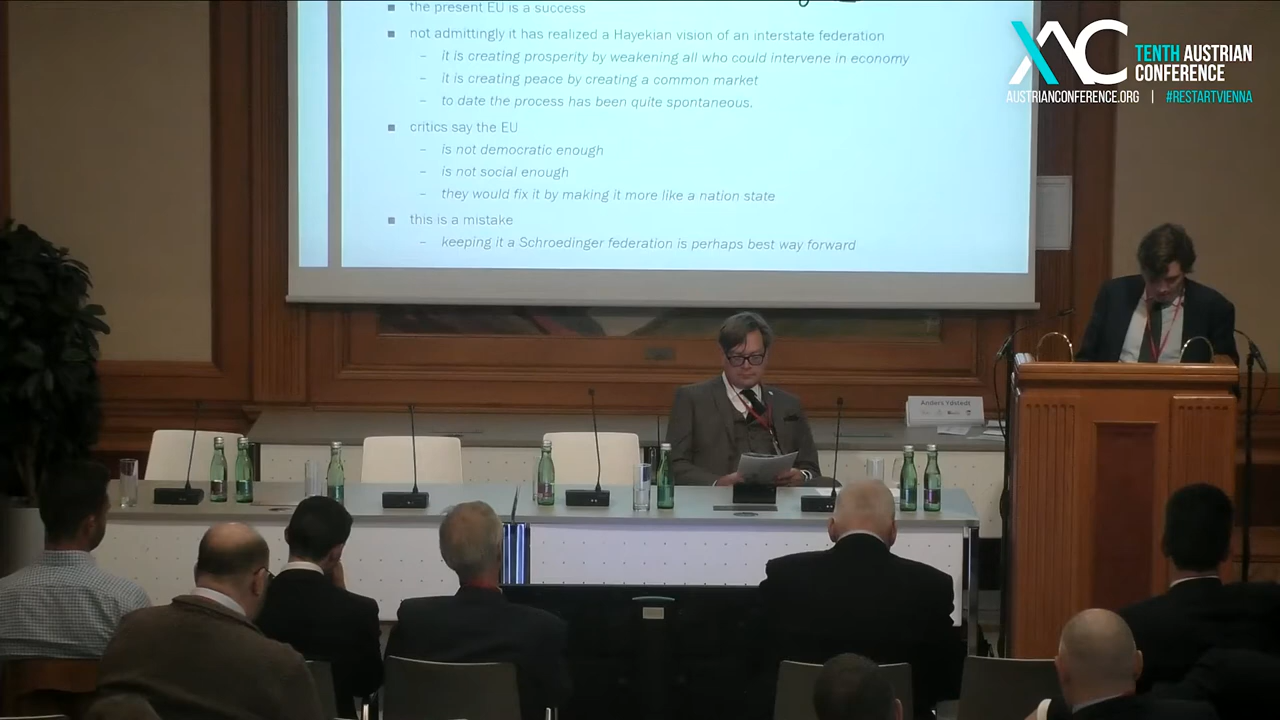 the present EU is a success
not admittingly it has realized a Hayekian vision of an interstate federation
– it is creating prosperity by weakening all who could intervene in economy
– it is creating peace by creating a common market
– to date the process has been quite spontaneous.
critics say the EU
– is not democratic enough
– is not social enough
– they would fix it by making it more like a nation state
this is a mistake
– keeping it a Schroedinger federation is perhaps best way forward
XAC
TENTH AUSTRIAN
CONFERENCE
AUSTRIANCONFERENCE.ORG | #RESTARTVIENNA
Anders Ydstedt